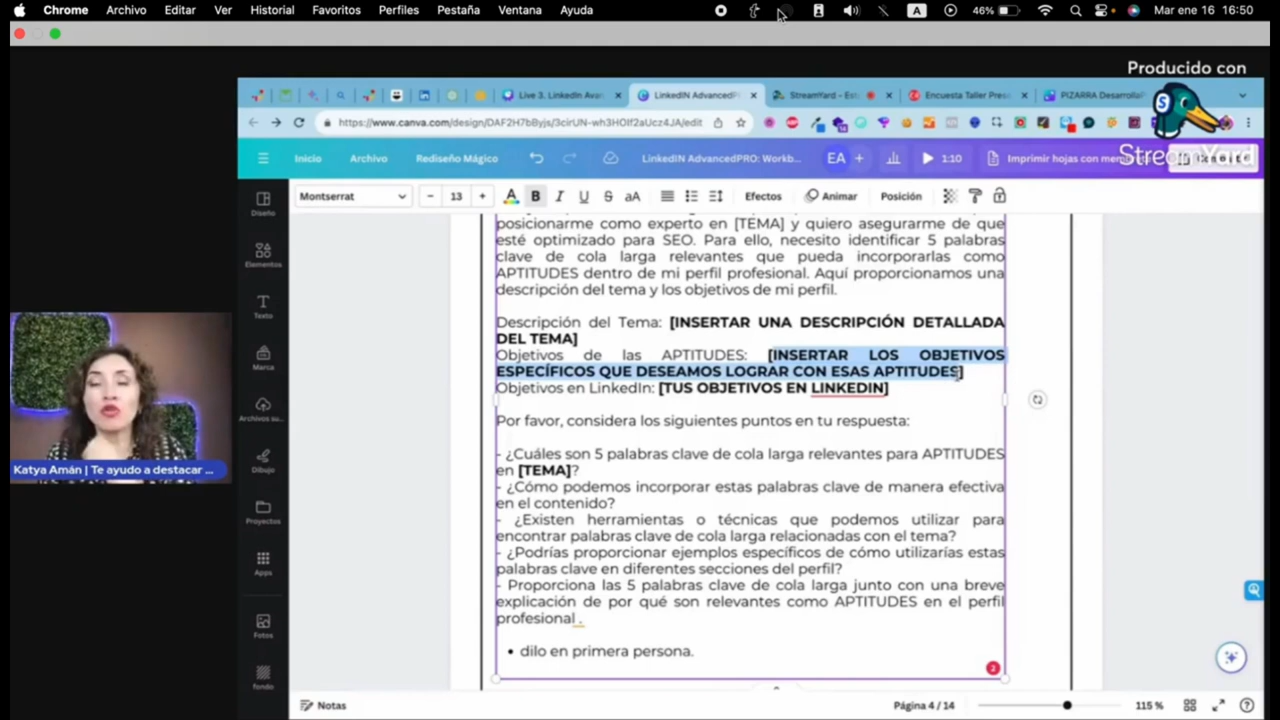 Chrome Archivo Editar Ver Historial Favoritos Perfiles Pestaña Ventana Ayuda
A 46% Mar ene 16 16:50
Producido con
Live 3. LinkedIn Avan
LinkedIN AdvancedP
StreamYard - Est
Encuesta Taller Prese
PIZARRA Desarrolla
https://www.canva.com/design/DAF2H7bByjs/3cirUN-wh3HOIf2aUcz4JA/edit
StreamYard
Inicio Archivo Rediseño Mágico LinkedIN AdvancedPRO: Workb... EA + 1:10 Imprimir hojas con mem
Montserrat − 13 + A B I U S aA Efectos Animar Posición
Diseño
Elementos
Texto
Marca
Archivos su...
Dibujo
Proyectos
Apps
Fotos
fondo
posicionarme como experto en [TEMA] y quiero asegurarme de que
esté optimizado para SEO. Para ello, necesito identificar 5 palabras
clave de cola larga relevantes que pueda incorporarlas como
APTITUDES dentro de mi perfil profesional. Aquí proporcionamos una
descripción del tema y los objetivos de mi perfil.
Descripción del Tema: [INSERTAR UNA DESCRIPCIÓN DETALLADA
DEL TEMA]
Objetivos de las APTITUDES: [INSERTAR LOS OBJETIVOS
ESPECÍFICOS QUE DESEAMOS LOGRAR CON ESAS APTITUDES]
Objetivos en LinkedIn: [TUS OBJETIVOS EN LINKEDIN]
Por favor, considera los siguientes puntos en tu respuesta:
- ¿Cuáles son 5 palabras clave de cola larga relevantes para APTITUDES
en [TEMA]?
- ¿Cómo podemos incorporar estas palabras clave de manera efectiva
en el contenido?
- ¿Existen herramientas o técnicas que podemos utilizar para
encontrar palabras clave de cola larga relacionadas con el tema?
- ¿Podrías proporcionar ejemplos específicos de cómo utilizarías estas
palabras clave en diferentes secciones del perfil?
- Proporciona las 5 palabras clave de cola larga junto con una breve
explicación de por qué son relevantes como APTITUDES en el perfil
profesional .
• dilo en primera persona.
2
Katya Amán | Te ayudo a destacar ...
Notas Página 4 / 14 115 %